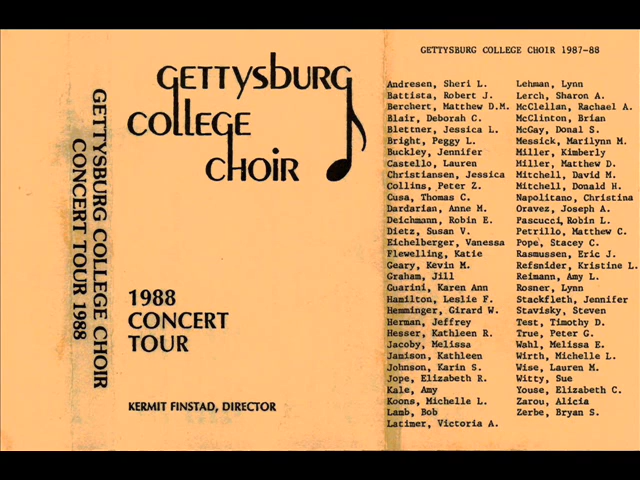 GETTYSBURG COLLEGE CHOIR
CONCERT TOUR 1988
GETTYSBURG
COLLEGE
CHOIR
1988
CONCERT
TOUR
KERMIT FINSTAD, DIRECTOR
GETTYSBURG COLLEGE CHOIR 1987-88
Andresen, Sheri L.
Battista, Robert J.
Berchert, Matthew D.M.
Blair, Deborah C.
Blettner, Jessica L.
Bright, Peggy L.
Buckley, Jennifer
Castello, Lauren
Christiansen, Jessica
Collins, Peter Z.
Cusa, Thomas C.
Dardarian, Anne M.
Deichmann, Robin E.
Dietz, Susan V.
Eichelberger, Vanessa
Flewelling, Katie
Geary, Kevin M.
Graham, Jill
Guarini, Karen Ann
Hamilton, Leslie F.
Hemminger, Girard W.
Herman, Jeffrey
Hesser, Kathleen R.
Jacoby, Melissa
Jamison, Kathleen
Johnson, Karin S.
Jope, Elizabeth R.
Kale, Amy
Koons, Michelle L.
Lamb, Bob
Latimer, Victoria A.
Lehman, Lynn
Lerch, Sharon A.
McClellan, Rachael A.
McClinton, Brian
McGay, Donal S.
Messick, Marilynn M.
Miller, Kimberly
Miller, Matthew D.
Mitchell, David M.
Mitchell, Donald H.
Napolitano, Christina
Oravez, Joseph A.
Pascucci, Robin L.
Petrillo, Matthew C.
Pope, Stacey C.
Rasmussen, Eric J.
Refsnider, Kristine L.
Reimann, Amy L.
Rosner, Lynn
Stackfleth, Jennifer
Stavisky, Steven
Test, Timothy D.
True, Peter G.
Wahl, Melissa E.
Wirth, Michelle L.
Wise, Lauren M.
Witty, Sue
Youse, Elizabeth C.
Zarou, Alicia
Zerbe, Bryan S.